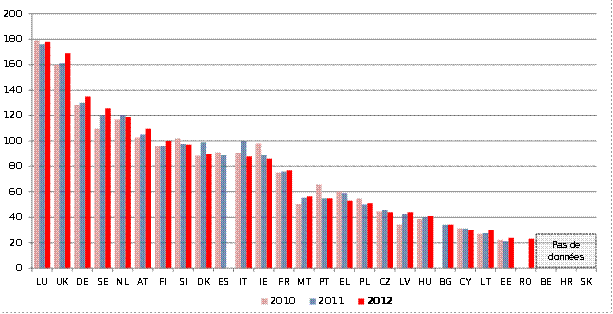 200
180
160
140
120
100
80
60
40
20
0
Pas de
données
LU UK DE SE NL AT FI SI DK ES IT IE FR MT PT EL PL CZ LV HU BG CY LT EE RO BE HR SK
2010 2011 2012